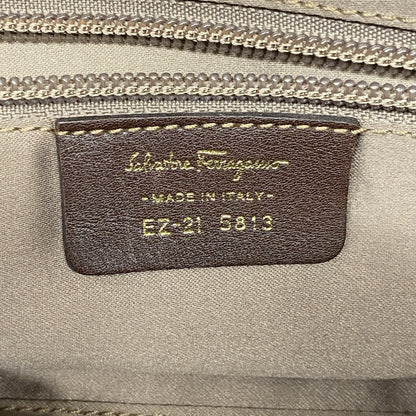 Salvatore Ferragamo
-MADE IN ITALY-
EZ-21 5813